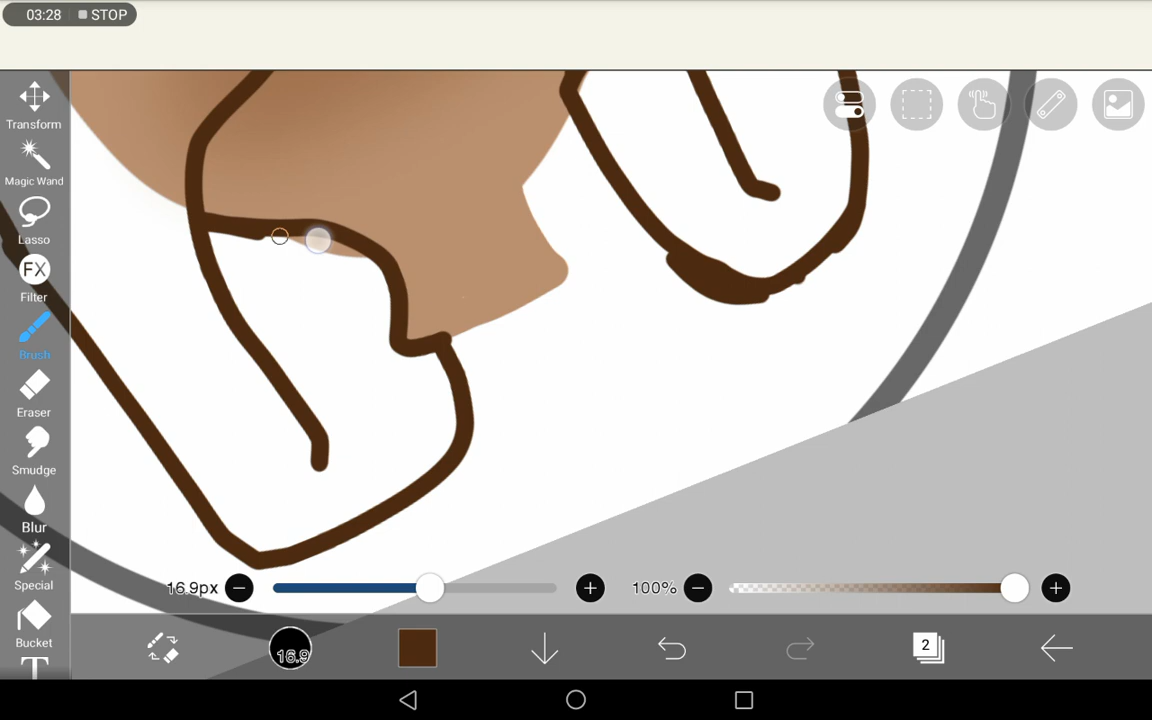 03:28 STOP
Transform
Magic Wand
Lasso
FX
Filter
Brush
Eraser
Smudge
Blur
Special
Bucket
T
16.9px
100%
16.9
2